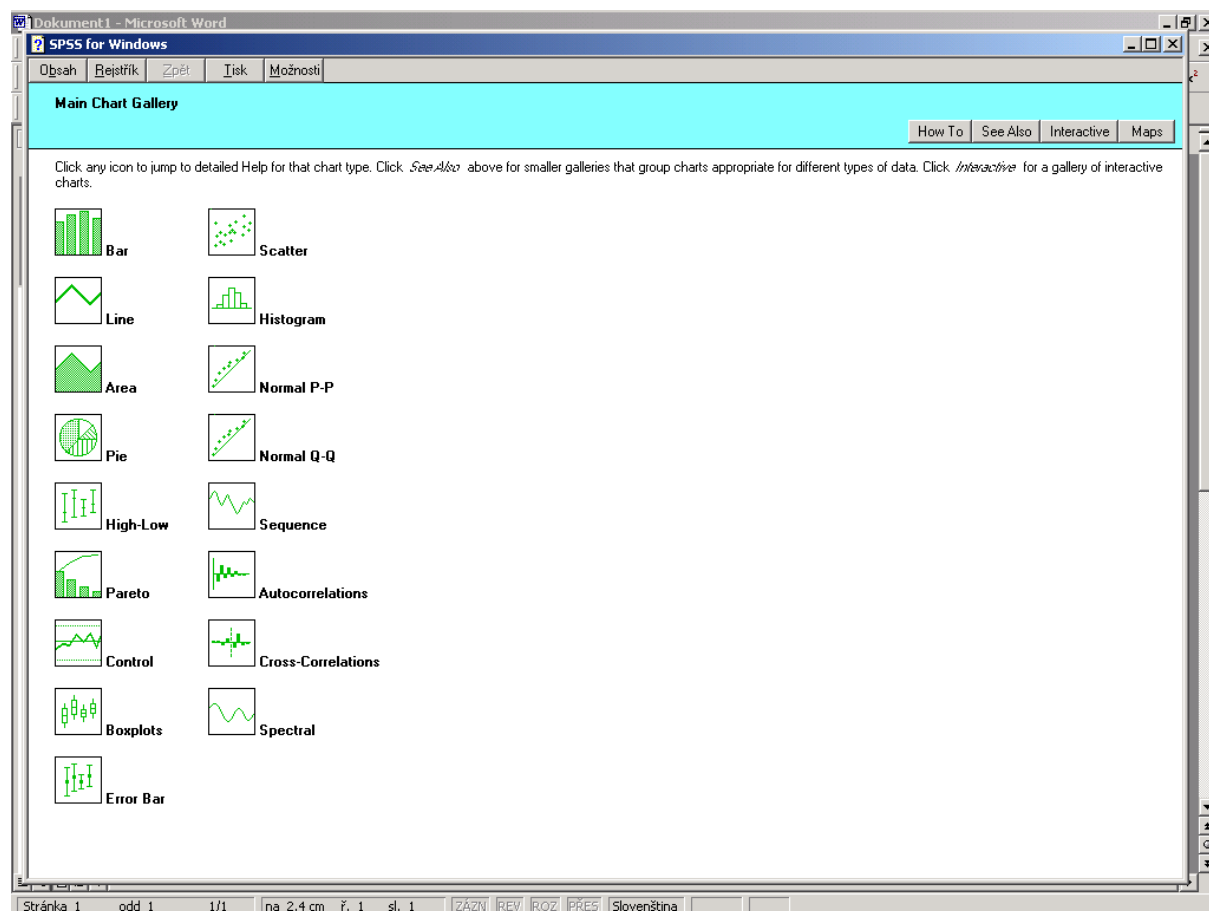 Dokument1 - Microsoft Word
SPSS for Windows
Obsah Rejstřík Zpět Tisk Možnosti
Main Chart Gallery
How To See Also Interactive Maps
Click any icon to jump to detailed Help for that chart type. Click See Also above for smaller galleries that group charts appropriate for different types of data. Click Interactive for a gallery of interactive
charts.
Bar Scatter
Line Histogram
Area Normal P-P
Pie Normal Q-Q
High-Low Sequence
Pareto Autocorrelations
Control Cross-Correlations
Boxplots Spectral
Error Bar
Stránka 1 odd 1 1/1 na 2,4 cm ř. 1 sl. 1 ZÁZN REV ROZ PŘES Slovenština